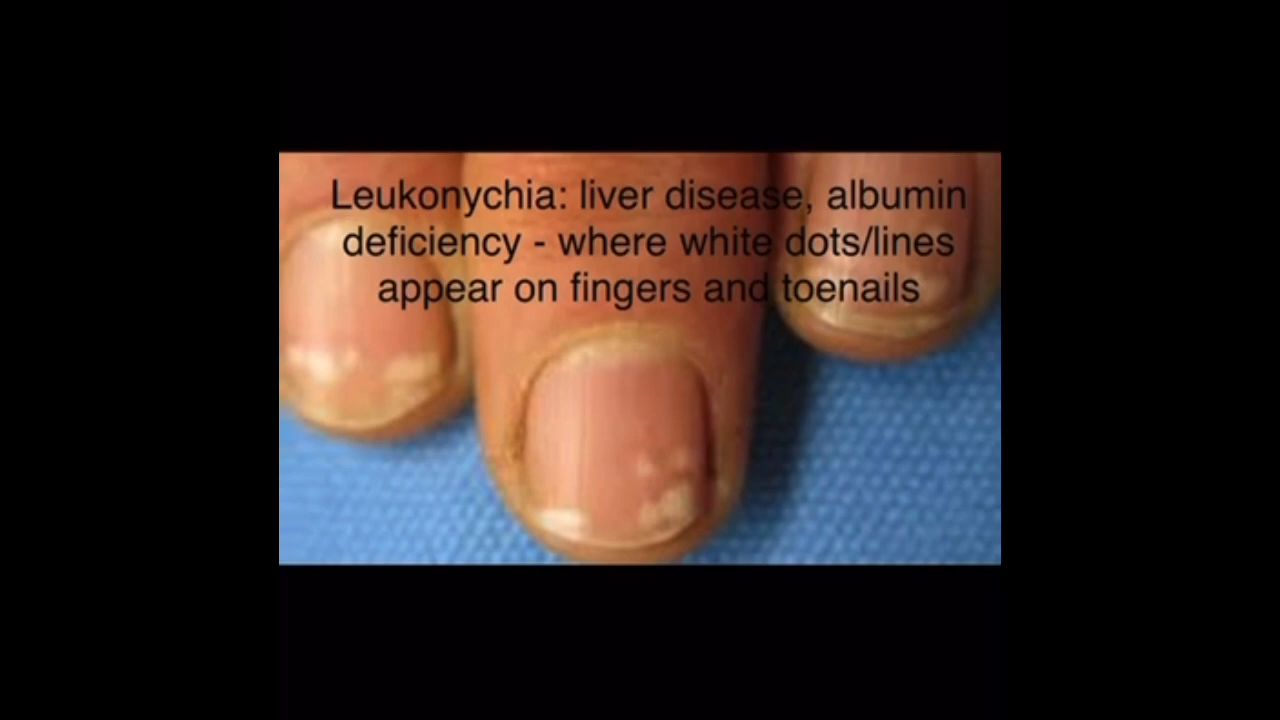 Leukonychia: liver disease, albumin
deficiency - where white dots/lines
appear on fingers and toenails